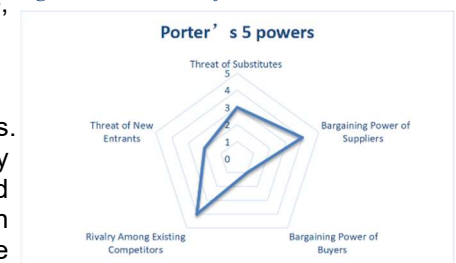 Porter's 5 powers
Threat of Substitutes
5
4
3
2
1
0
Bargaining Power of
Suppliers
Bargaining Power of
Buyers
Rivalry Among Existing
Competitors
Threat of New
Entrants